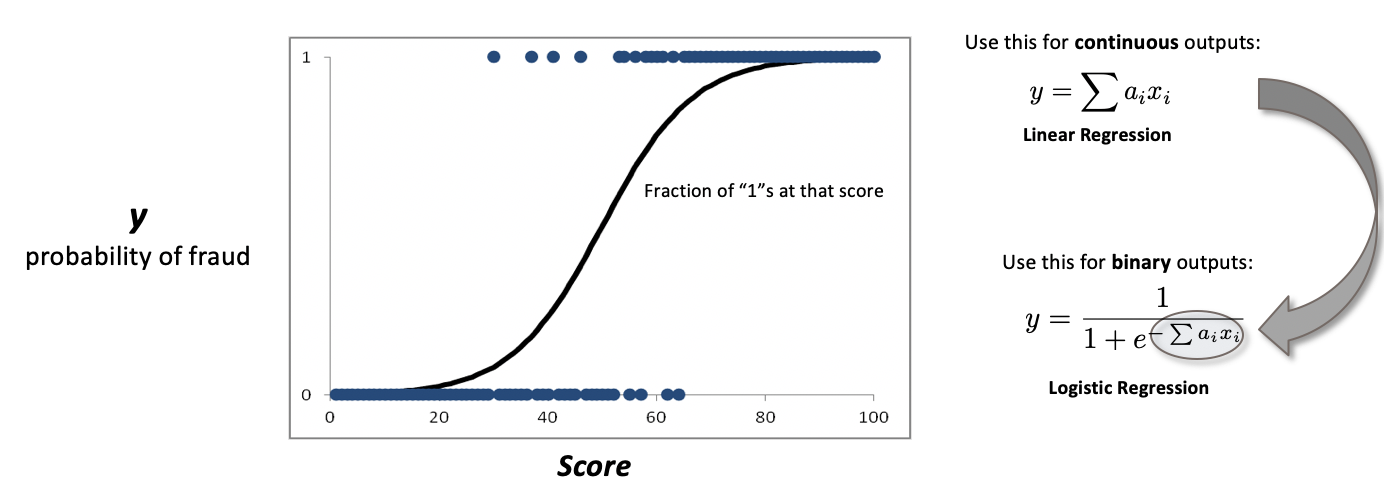 y
probability of fraud
1
0
0 20 40 60 80 100
Score
Fraction of “1”s at that score
Use this for continuous outputs:
y = ∑ aᵢxᵢ
Linear Regression
Use this for binary outputs:
y = 1 / (1 + e^(−∑ aᵢxᵢ))
Logistic Regression